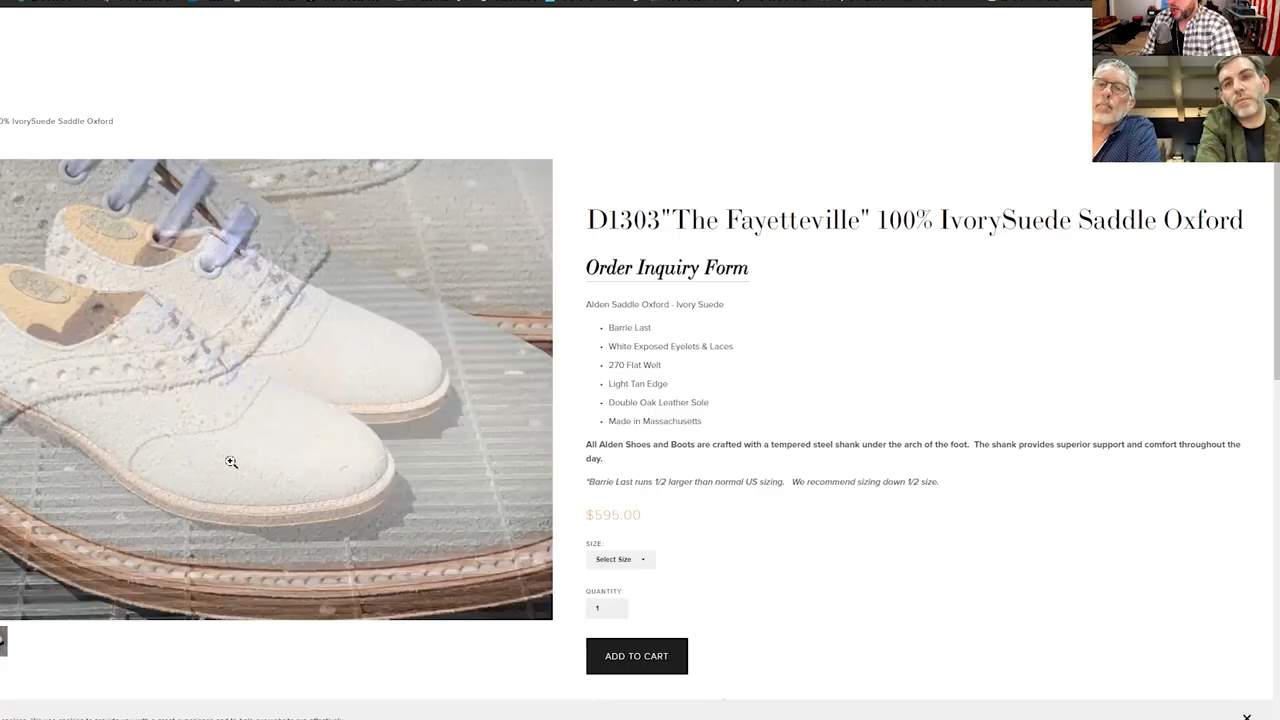 IvorySuede Saddle Oxford
D1303"The Fayetteville" 100% IvorySuede Saddle Oxford
Order Inquiry Form
Alden Saddle Oxford - Ivory Suede
• Barrie Last
• White Exposed Eyelets & Laces
• 270 Flat Welt
• Light Tan Edge
• Double Oak Leather Sole
• Made in Massachusetts
All Alden Shoes and Boots are crafted with a tempered steel shank under the arch of the foot. The shank provides superior support and comfort throughout the
day.
*Barrie Last runs 1/2 larger than normal US sizing. We recommend sizing down 1/2 size.
$595.00
SIZE:
Select Size
QUANTITY:
1
ADD TO CART